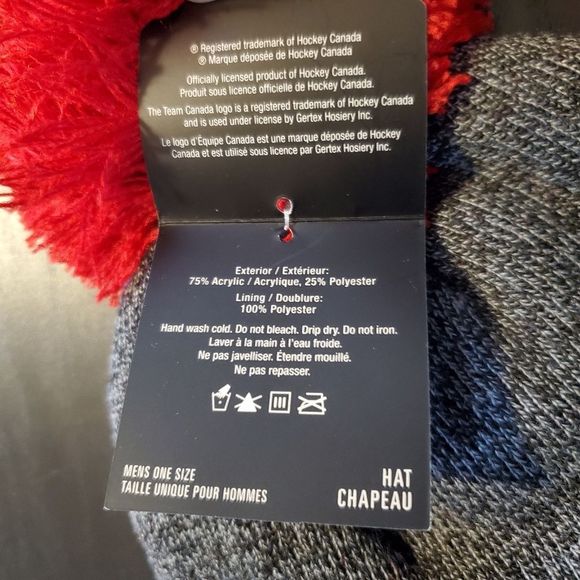 ® Registered trademark of Hockey Canada
® Marque déposée de Hockey Canada
Officially licensed product of Hockey Canada.
Produit sous licence officielle de Hockey Canada.
The Team Canada logo is a registered trademark of Hockey Canada
and is used under license by Gertex Hosiery Inc.
Le logo d'Équipe Canada est une marque déposée de Hockey
Canada et est utilisé sous licence par Gertex Hosiery Inc.
Exterior / Extérieur:
75% Acrylic / Acrylique, 25% Polyester
Lining / Doublure:
100% Polyester
Hand wash cold. Do not bleach. Drip dry. Do not iron.
Laver à la main à l'eau froide.
Ne pas javelliser. Étendre mouillé.
Ne pas repasser.
MENS ONE SIZE
TAILLE UNIQUE POUR HOMMES
HAT
CHAPEAU